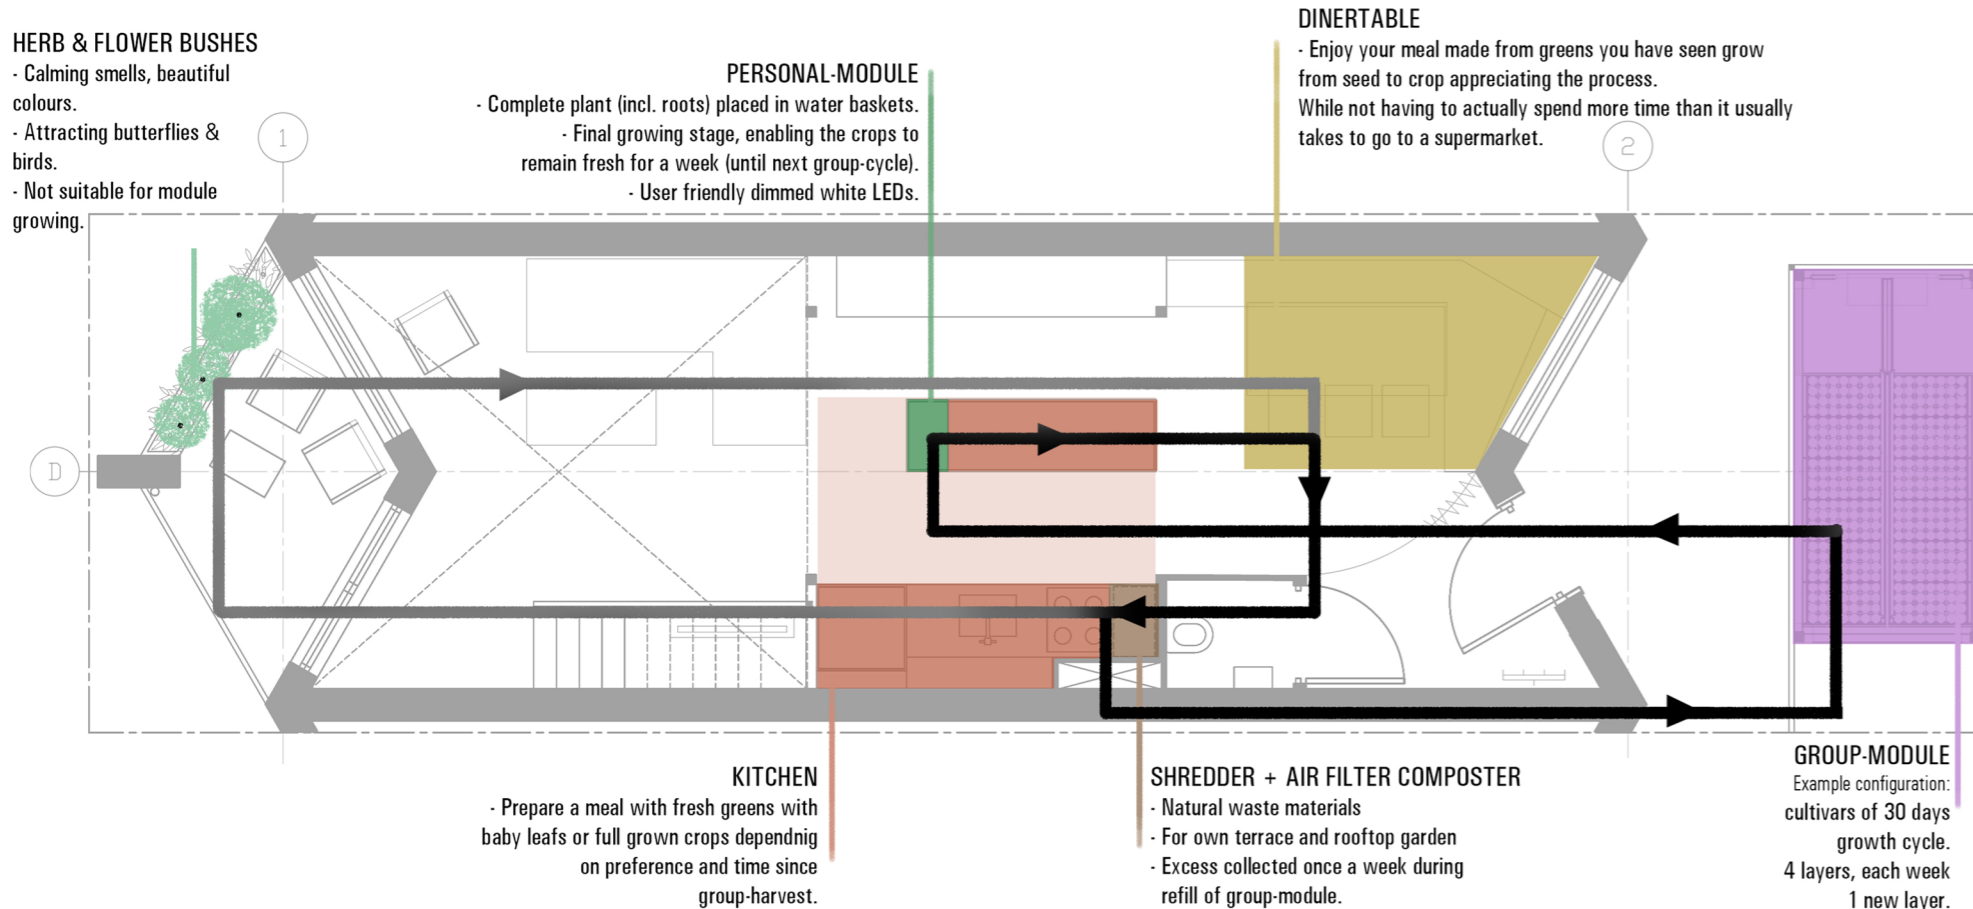 HERB & FLOWER BUSHES
- Calming smells, beautiful
colours.
- Attracting butterflies &
birds.
- Not suitable for module
growing.
1
PERSONAL-MODULE
- Complete plant (incl. roots) placed in water baskets.
- Final growing stage, enabling the crops to
remain fresh for a week (until next group-cycle).
- User friendly dimmed white LEDs.
DINERTABLE
- Enjoy your meal made from greens you have seen grow
from seed to crop appreciating the process.
While not having to actually spend more time than it usually
takes to go to a supermarket.
2
D
KITCHEN
- Prepare a meal with fresh greens with
baby leafs or full grown crops dependnig
on preference and time since
group-harvest.
SHREDDER + AIR FILTER COMPOSTER
- Natural waste materials
- For own terrace and rooftop garden
- Excess collected once a week during
refill of group-module.
GROUP-MODULE
Example configuration:
cultivars of 30 days
growth cycle.
4 layers, each week
1 new layer.